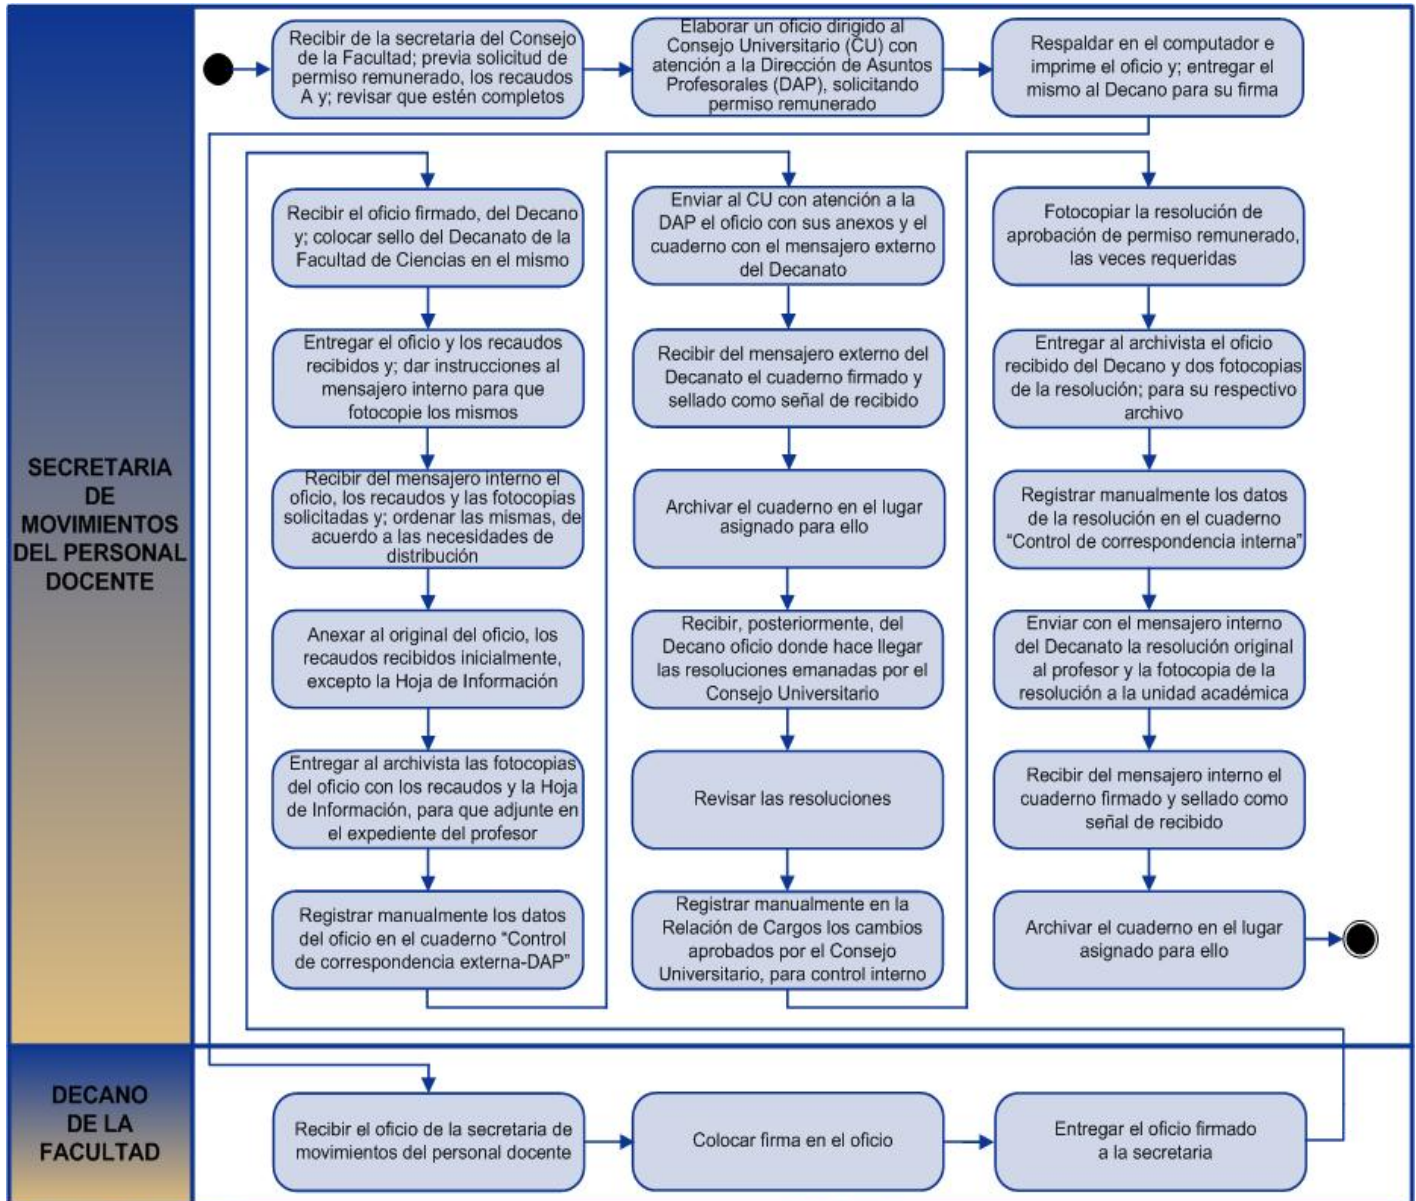 Recibir de la secretaria del Consejo
de la Facultad; previa solicitud de
permiso remunerado, los recaudos
A y; revisar que estén completos
Elaborar un oficio dirigido al
Consejo Universitario (CU) con
atención a la Dirección de Asuntos
Profesorales (DAP), solicitando
permiso remunerado
Respaldar en el computador e
imprime el oficio y; entregar el
mismo al Decano para su firma
SECRETARIA
DE
MOVIMIENTOS
DEL PERSONAL
DOCENTE
Recibir el oficio firmado, del Decano
y; colocar sello del Decanato de la
Facultad de Ciencias en el mismo
Entregar el oficio y los recaudos
recibidos y; dar instrucciones al
mensajero interno para que
fotocopie los mismos
Recibir del mensajero interno el
oficio, los recaudos y las fotocopias
solicitadas y; ordenar las mismas, de
acuerdo a las necesidades de
distribución
Anexar al original del oficio, los
recaudos recibidos inicialmente,
excepto la Hoja de Información
Entregar al archivista las fotocopias
del oficio con los recaudos y la Hoja
de Información, para que adjunte en
el expediente del profesor
Registrar manualmente los datos
del oficio en el cuaderno “Control
de correspondencia externa-DAP”
Enviar al CU con atención a la
DAP el oficio con sus anexos y el
cuaderno con el mensajero externo
del Decanato
Recibir del mensajero externo del
Decanato el cuaderno firmado y
sellado como señal de recibido
Archivar el cuaderno en el lugar
asignado para ello
Recibir, posteriormente, del
Decano oficio donde hace llegar
las resoluciones emanadas por el
Consejo Universitario
Revisar las resoluciones
Registrar manualmente en la
Relación de Cargos los cambios
aprobados por el Consejo
Universitario, para control interno
Fotocopiar la resolución de
aprobación de permiso remunerado,
las veces requeridas
Entregar al archivista el oficio
recibido del Decano y dos fotocopias
de la resolución; para su respectivo
archivo
Registrar manualmente los datos
de la resolución en el cuaderno
“Control de correspondencia interna”
Enviar con el mensajero interno
del Decanato la resolución original
al profesor y la fotocopia de la
resolución a la unidad académica
Recibir del mensajero interno el
cuaderno firmado y sellado como
señal de recibido
Archivar el cuaderno en el lugar
asignado para ello
DECANO
DE LA
FACULTAD
Recibir el oficio de la secretaria de
movimientos del personal docente
Colocar firma en el oficio
Entregar el oficio firmado
a la secretaria